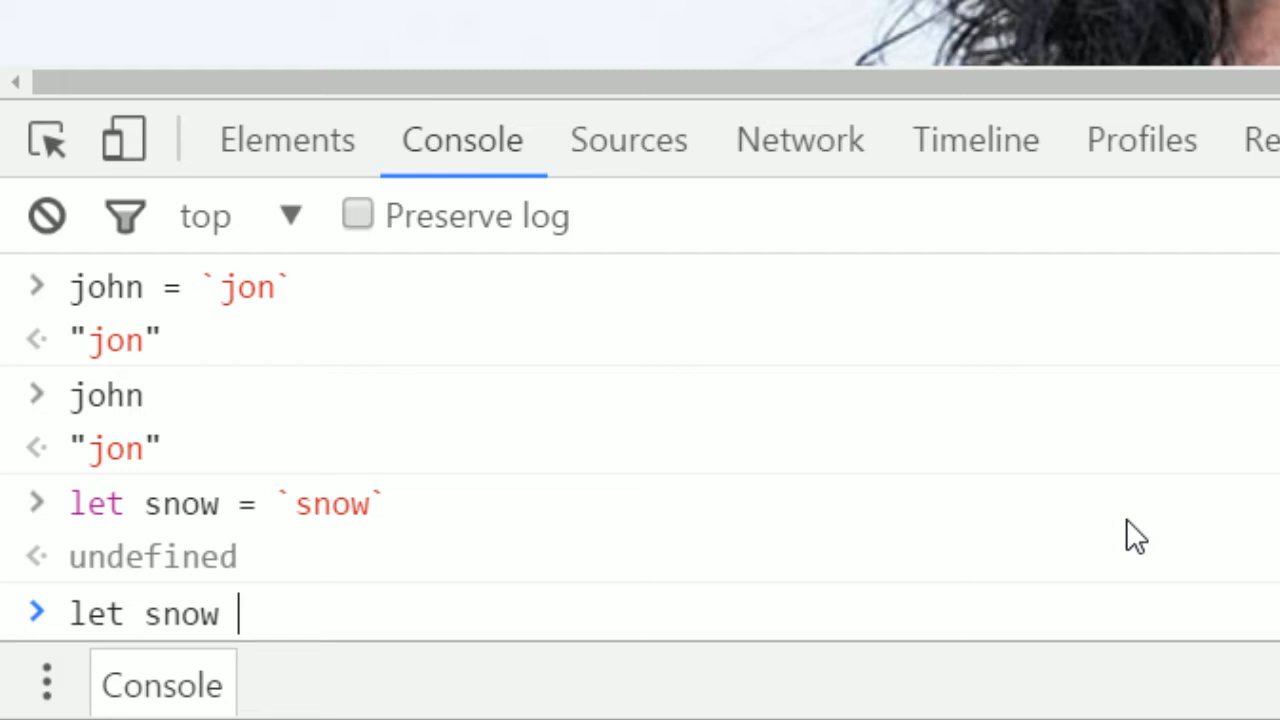 Elements Console Sources Network Timeline Profiles Re
top Preserve log
> john = `jon`
"jon"
> john
"jon"
> let snow = `snow`
undefined
> let snow
Console